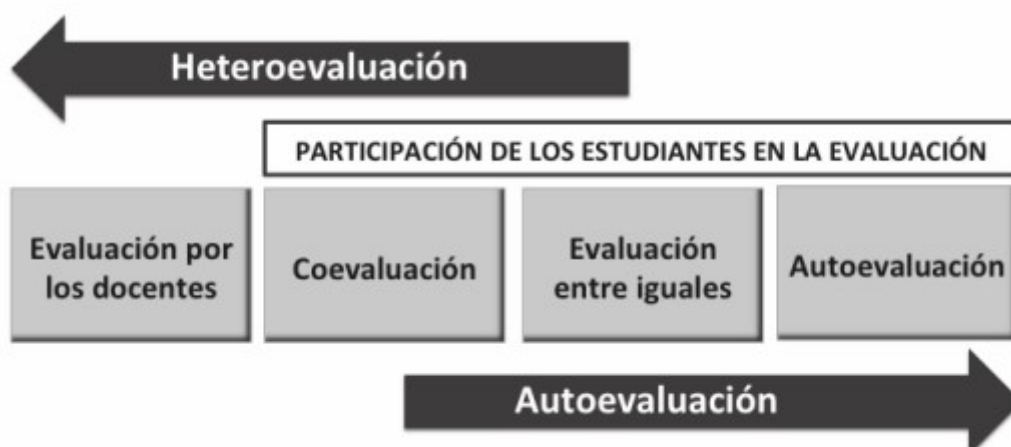 Heteroevaluación
PARTICIPACIÓN DE LOS ESTUDIANTES EN LA EVALUACIÓN
Evaluación por
los docentes
Coevaluación
Evaluación
entre iguales
Autoevaluación
Autoevaluación